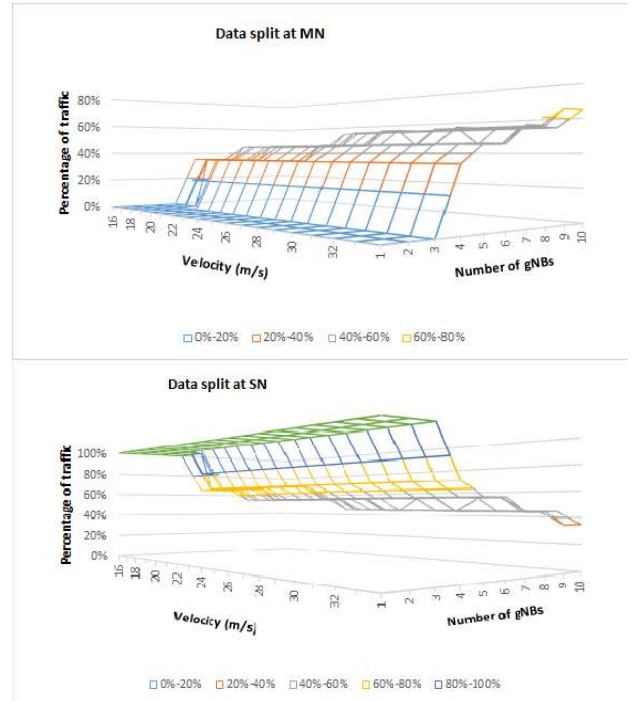 Data split at MN
Percentage of traffic
80%
60%
40%
20%
0%
16 18 20 22 24 26 28 30 32
Velocity (m/s)
1 2 3 4 5 6 7 8 9 10
Number of gNBs
0%-20% 20%-40% 40%-60% 60%-80%
Data split at SN
Percentage of traffic
100%
80%
60%
40%
20%
0%
16 18 20 22 24 26 28 30 32
Velocity (m/s)
1 2 3 4 5 6 7 8 9 10
Number of gNBs
0%-20% 20%-40% 40%-60% 60%-80% 80%-100%